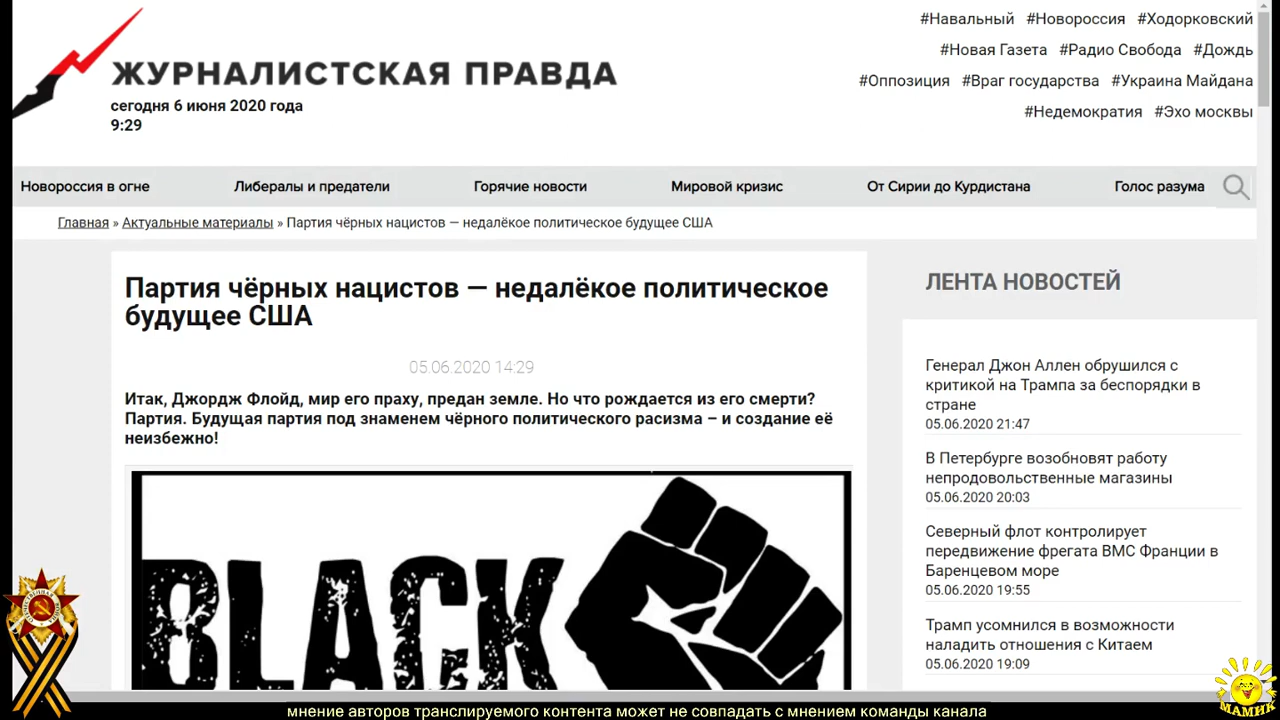 ЖУРНАЛИСТСКАЯ ПРАВДА
сегодня 6 июня 2020 года
9:29
#Навальный #Новороссия #Ходорковский
#Новая Газета #Радио Свобода #Дождь
#Оппозиция #Враг государства #Украина Майдана
#Недемократия #Эхо москвы
Новороссия в огне Либералы и предатели Горячие новости Мировой кризис От Сирии до Курдистана Голос разума
Главная » Актуальные материалы » Партия чёрных нацистов — недалёкое политическое будущее США
Партия чёрных нацистов — недалёкое политическое
будущее США
05.06.2020 14:29
Итак, Джордж Флойд, мир его праху, предан земле. Но что рождается из его смерти?
Партия. Будущая партия под знаменем чёрного политического расизма – и создание её
неизбежно!
BLACK
ЛЕНТА НОВОСТЕЙ
Генерал Джон Аллен обрушился с
критикой на Трампа за беспорядки в
стране
05.06.2020 21:47
В Петербурге возобновят работу
непродовольственные магазины
05.06.2020 20:03
Северный флот контролирует
передвижение фрегата ВМС Франции в
Баренцевом море
05.06.2020 19:55
Трамп усомнился в возможности
наладить отношения с Китаем
05.06.2020 19:09
МАМИК
мнение авторов транслируемого контента может не совпадать с мнением команды канала